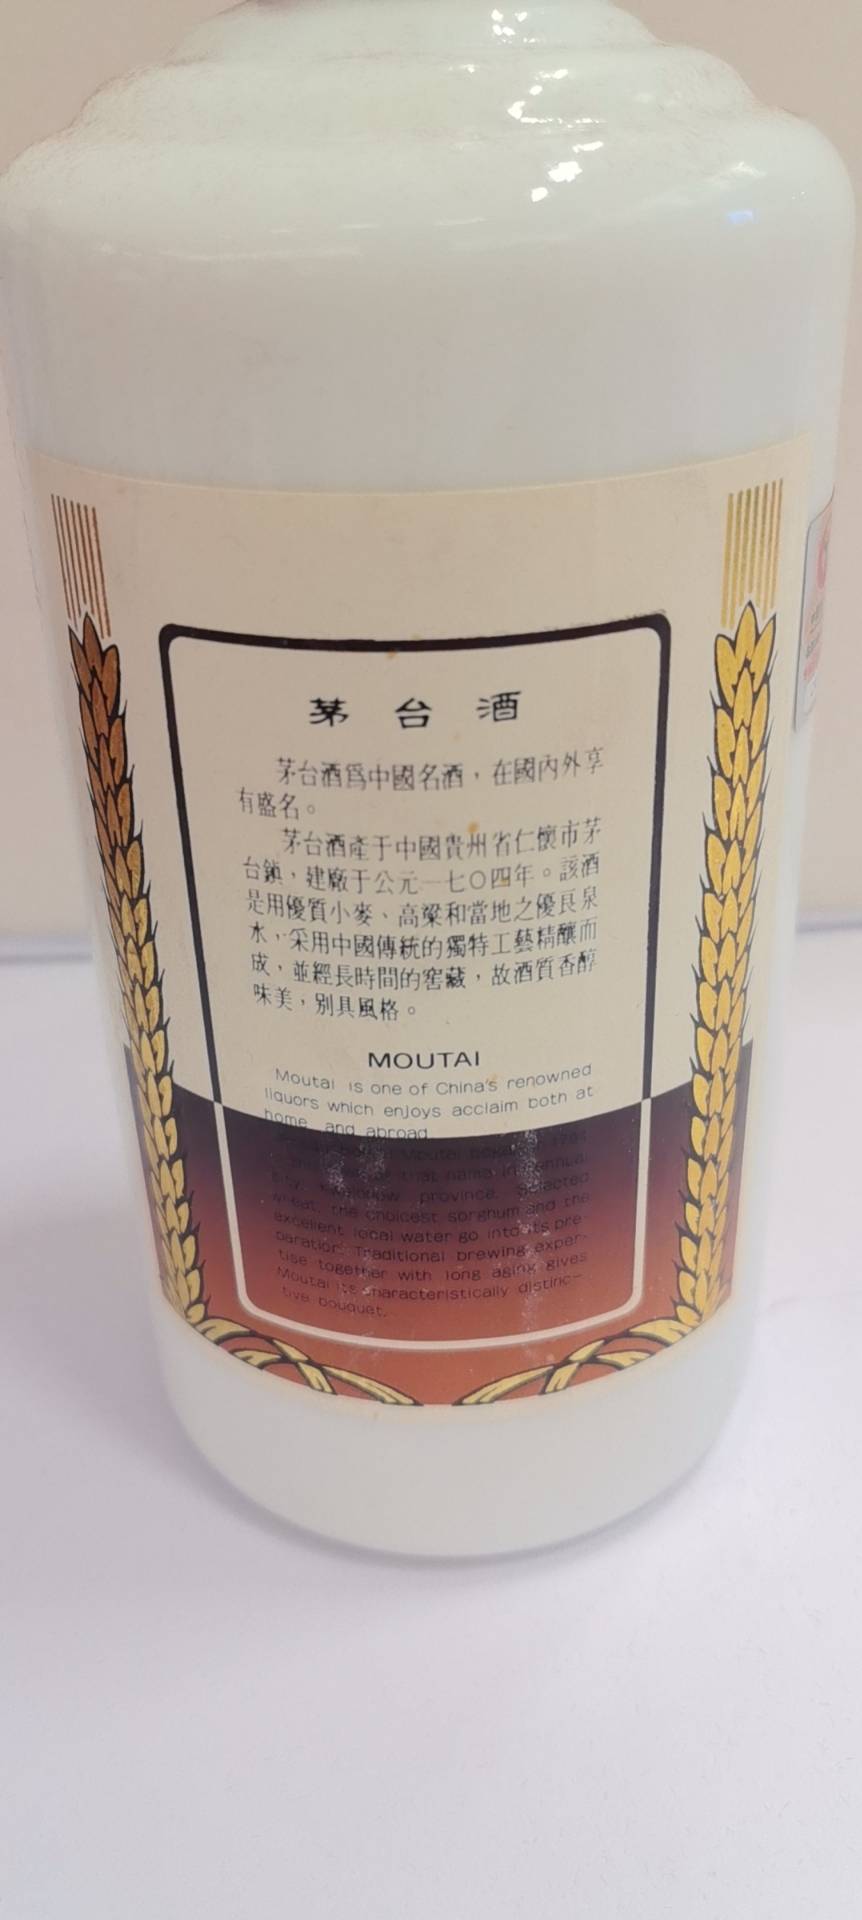 茅台酒
茅台酒爲中國名酒，在國內外享
有盛名。
茅台酒產于中國貴州省仁懷市茅
台鎮，建廠于公元一七〇四年。該酒
是用優質小麥、高粱和當地之優良泉
水，采用中國傳統的獨特工藝精釀而
成，並經長時間的窖藏，故酒質香醇
味美，別具風格。
MOUTAI
Moutai is one of China's renowned
liquors which enjoys acclaim both at
home and abroad
Moutai
that name in
province. Selected
wheat, the choicest sorghum and the
excellent local water go into its pre-
paration. Traditional brewing exper-
tise together with long aging gives
Moutai its characteristically distinc-
tive bouquet.